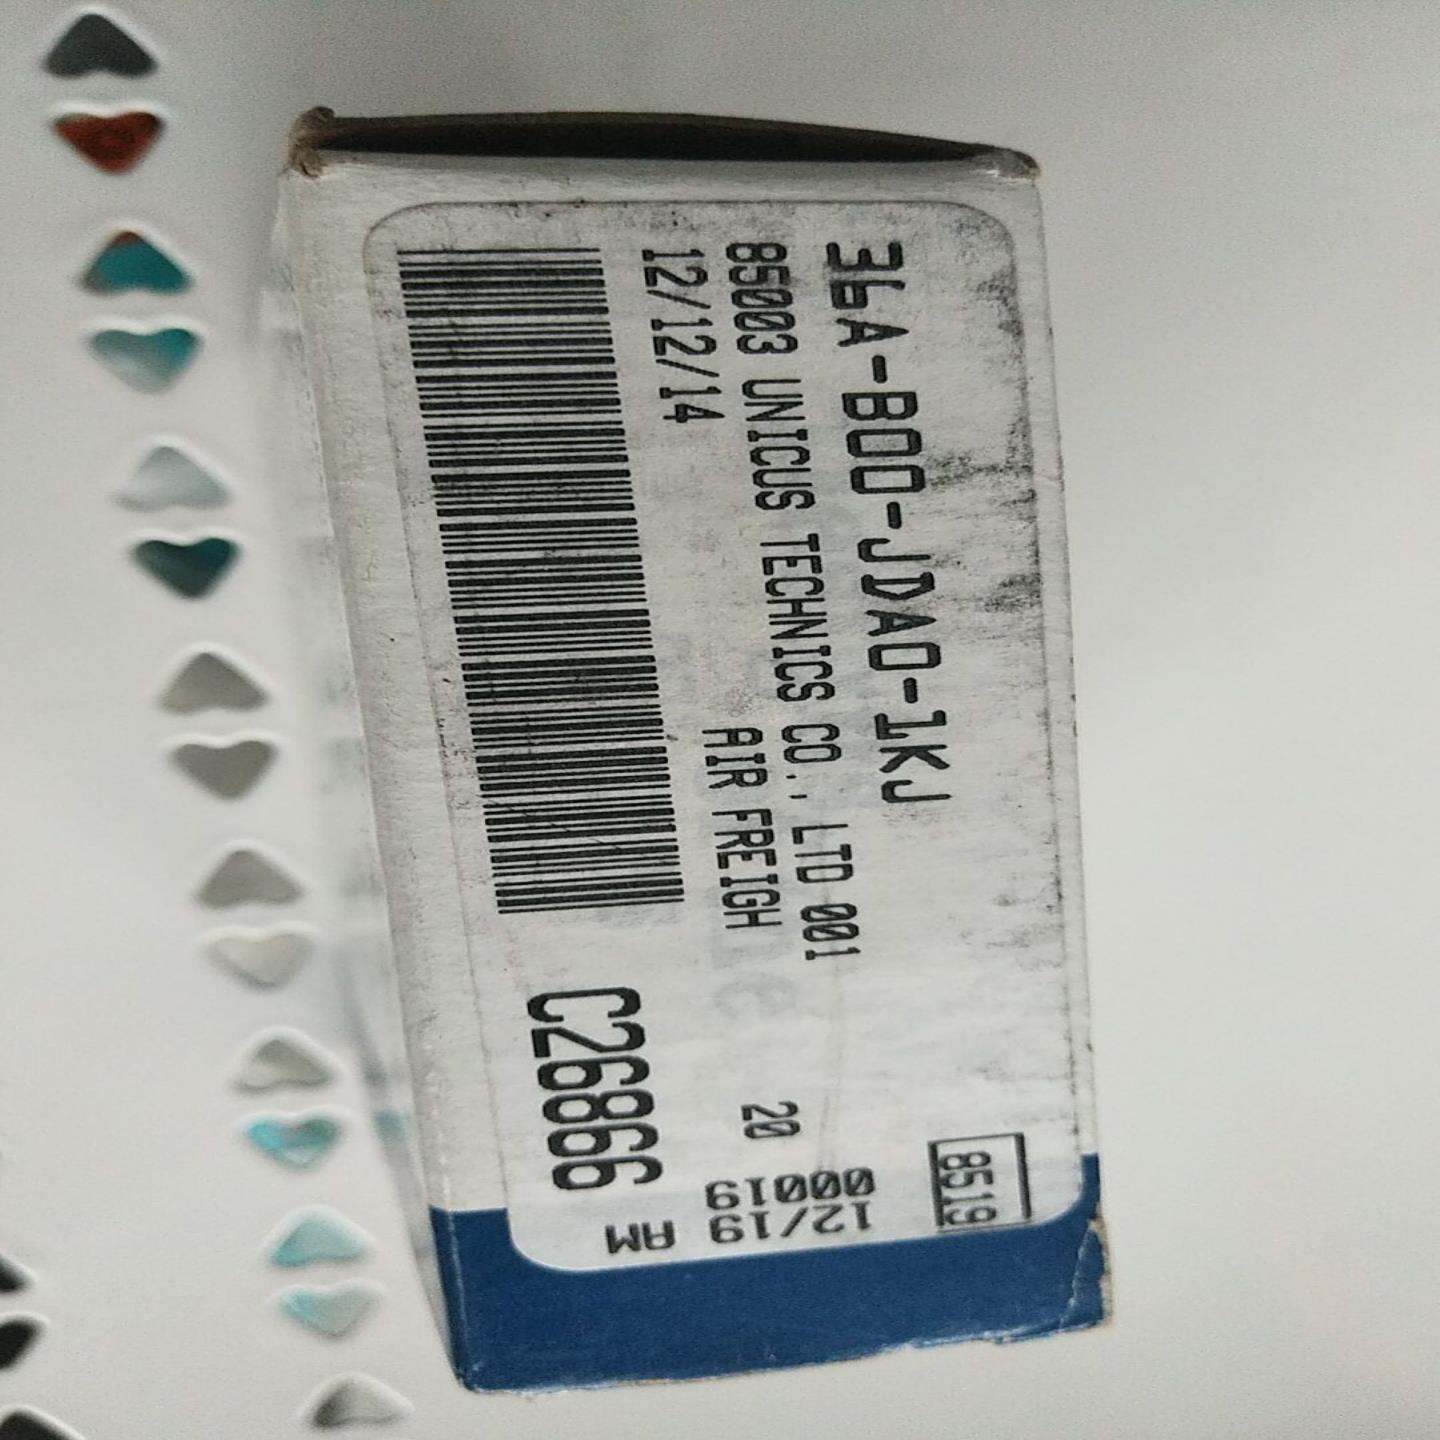 36A-B00-JDA0-1KJ
8519
85003 UNICUS TECHNICS CO., LTD 001
12/12/14
AIR FREIGH
20
C26866
00019
12/19 AM